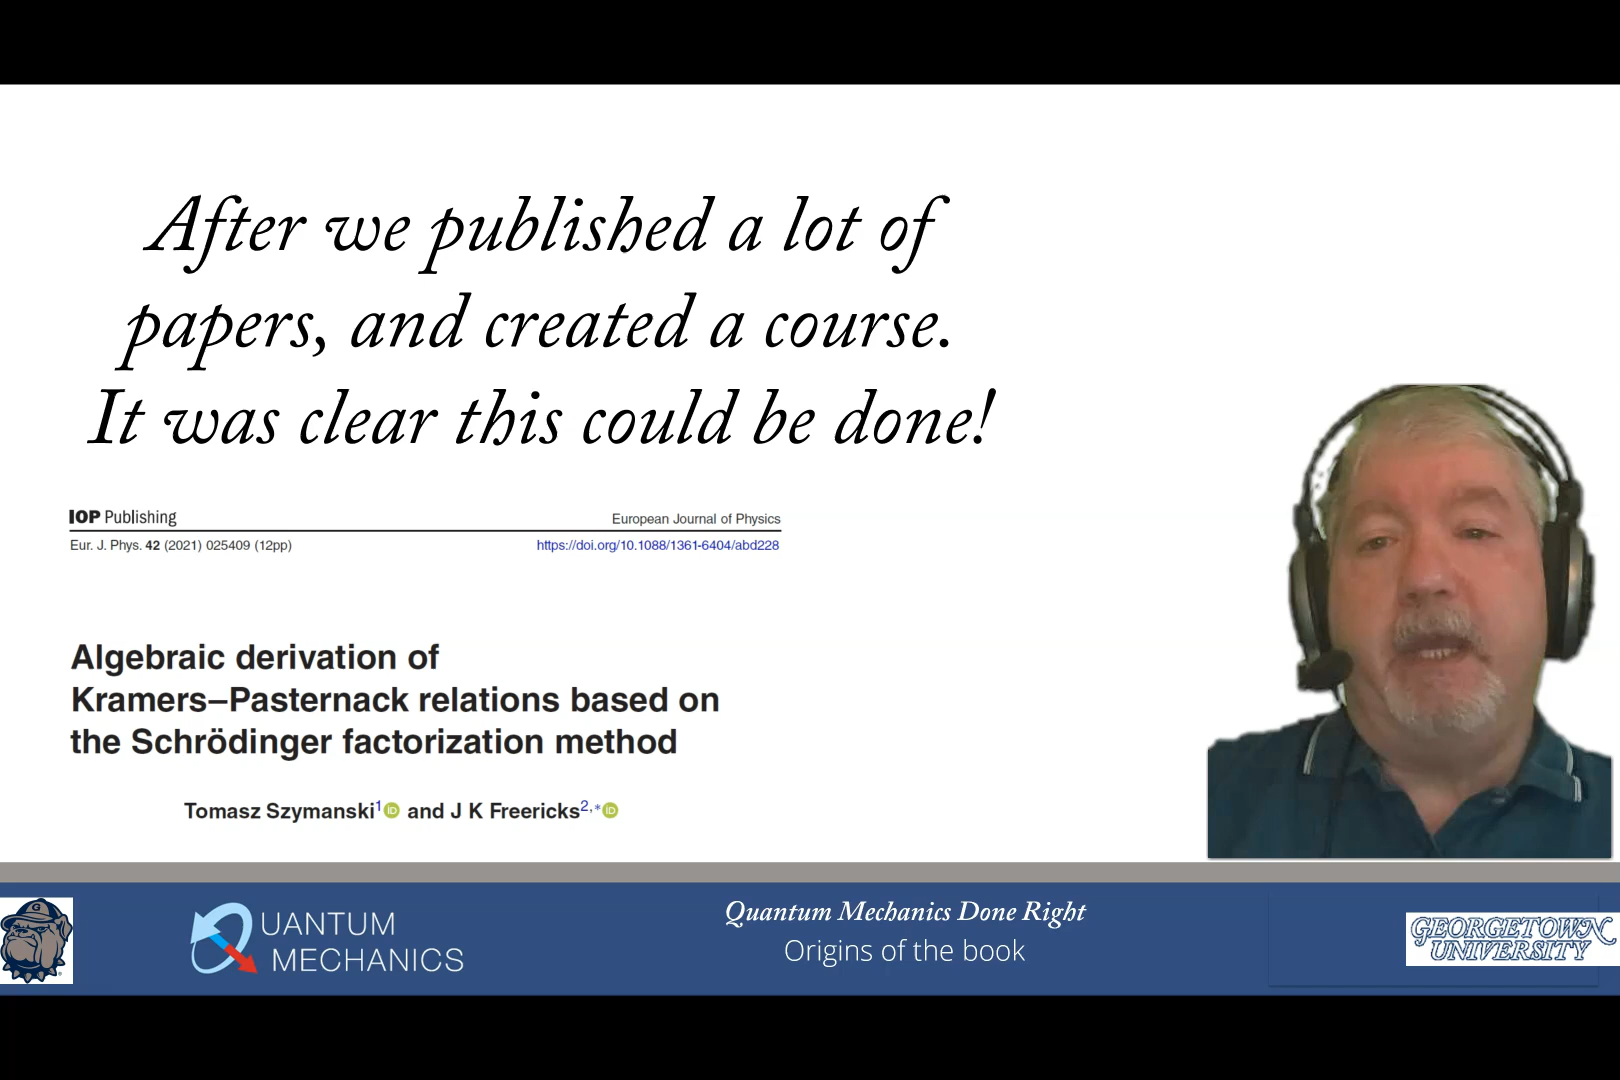 After we published a lot of
papers, and created a course.
It was clear this could be done!
IOP Publishing
European Journal of Physics
Eur. J. Phys. 42 (2021) 025409 (12pp)
https://doi.org/10.1088/1361-6404/abd228
Algebraic derivation of
Kramers–Pasternack relations based on
the Schrödinger factorization method
Tomasz Szymanski1 iD and J K Freericks2,* iD
G
QUANTUM
MECHANICS
Quantum Mechanics Done Right
Origins of the book
GEORGETOWN
UNIVERSITY